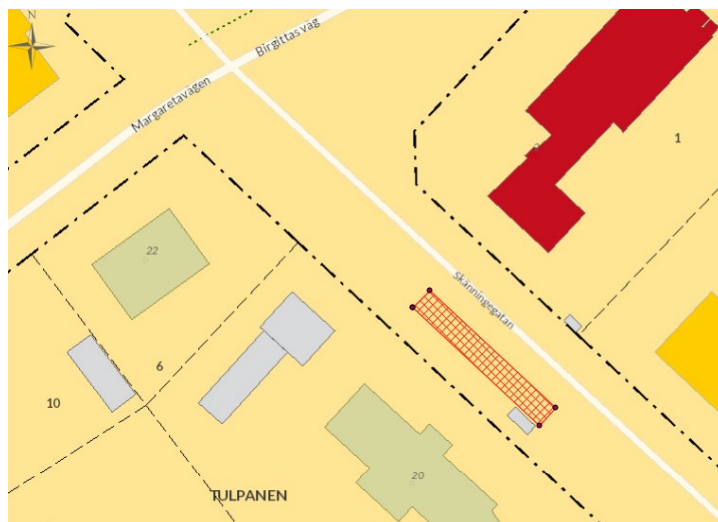 N
Birgittas väg
Margaretavägen
1
22
Skänningegatan
6
10
20
TULPANEN